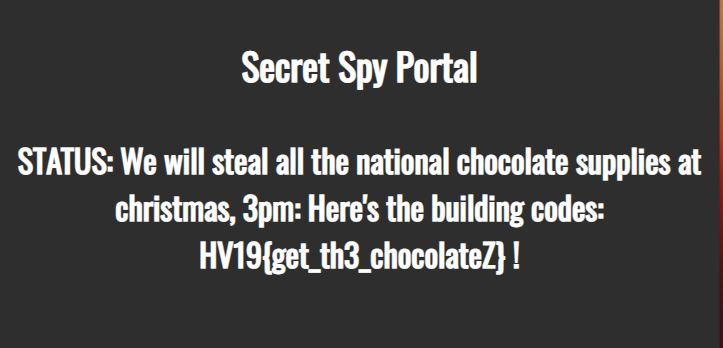 Secret Spy Portal
STATUS: We will steal all the national chocolate supplies at
christmas, 3pm: Here's the building codes:
HV19{get_th3_chocolateZ} !